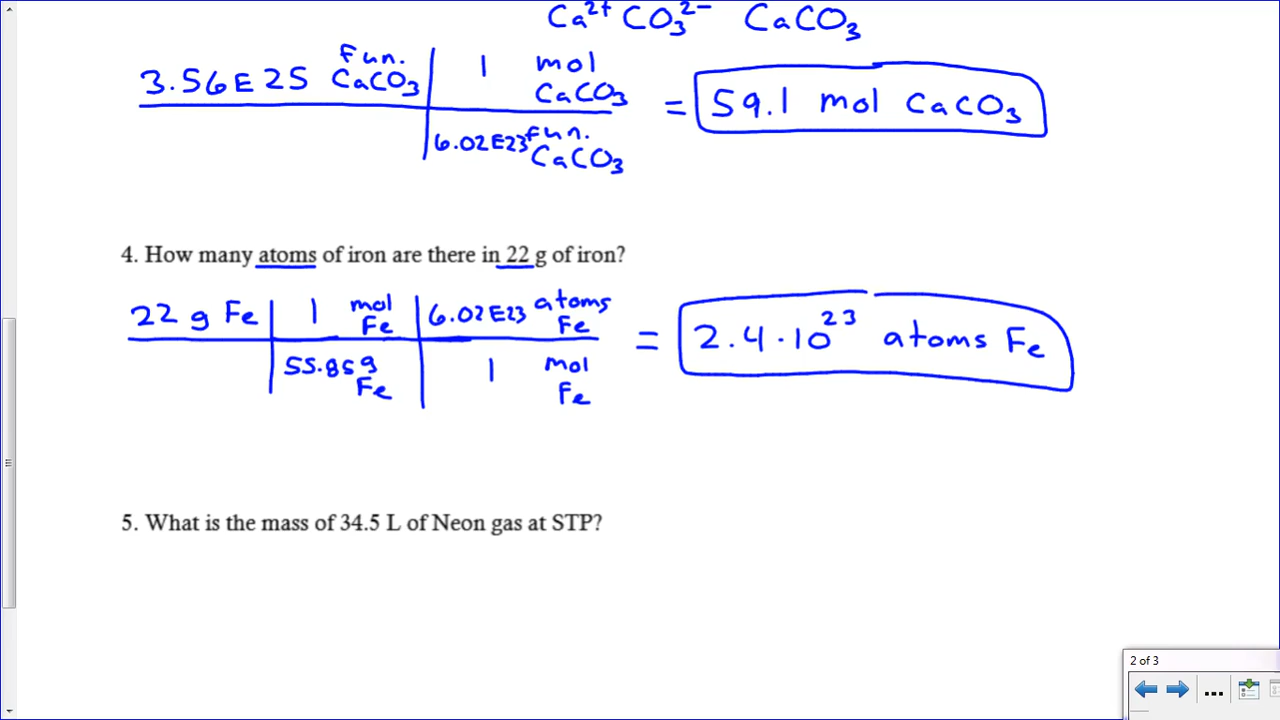 Ca²⁺ CO₃²⁻ CaCO₃
3.56E25 Fun. CaCO₃ 1 mol CaCO₃ = 59.1 mol CaCO₃
6.02E23 Fun. CaCO₃
4. How many atoms of iron are there in 22 g of iron?
22 g Fe 1 mol Fe 6.02E23 atoms Fe = 2.4·10²³ atoms Fe
55.85g Fe 1 mol Fe
5. What is the mass of 34.5 L of Neon gas at STP?
2 of 3
...